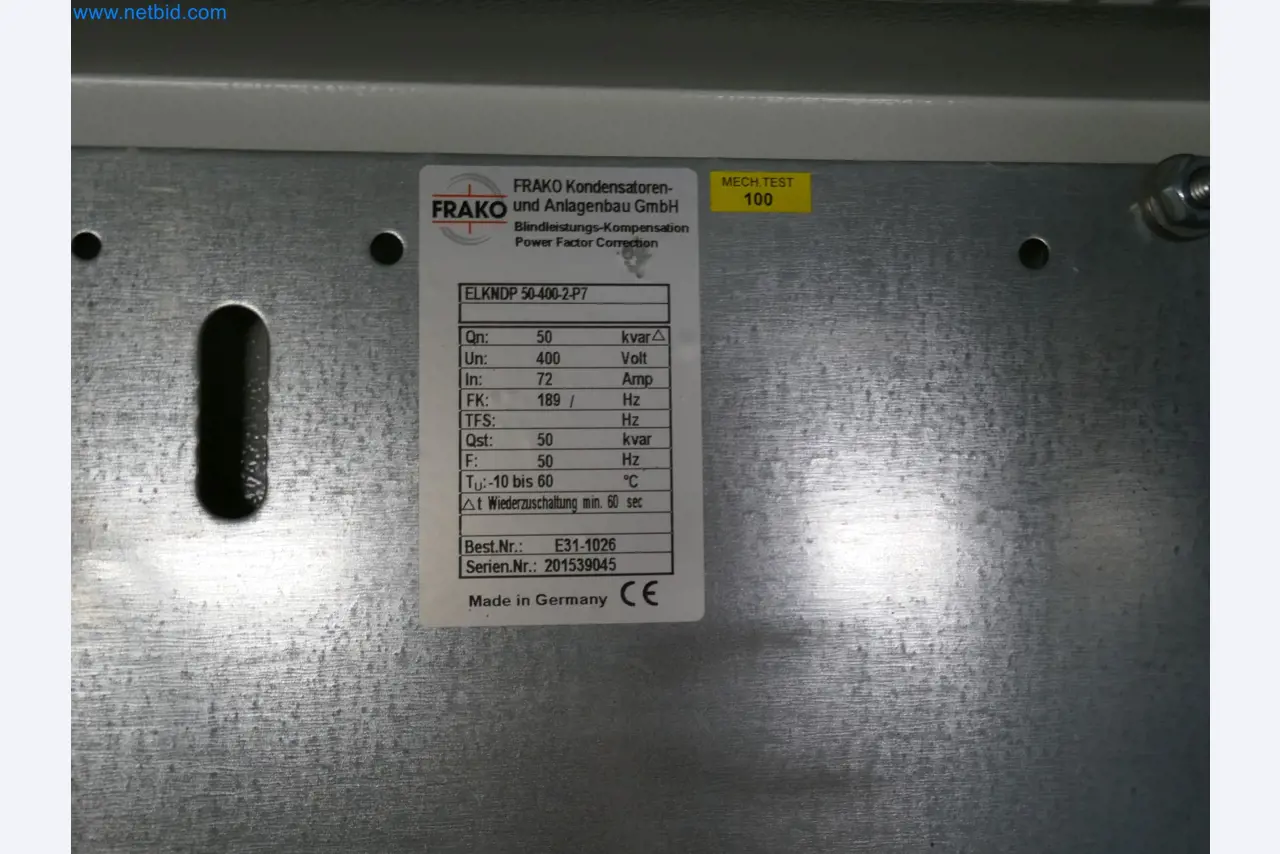 www.netbid.com
FRAKO
FRAKO Kondensatoren-
und Anlagenbau GmbH
Blindleistungs-Kompensation
Power Factor Correction
MECH.TEST
100
ELKNDP 50-400-2-P7
Qn: 50 kvar△
Un: 400 Volt
In: 72 Amp
FK: 189 / Hz
TFS: Hz
Qst: 50 kvar
F: 50 Hz
TU: -10 bis 60 °C
△t Wiederzuschaltung min. 60 sec
Best.Nr.: E31-1026
Serien.Nr.: 201539045
Made in Germany CE